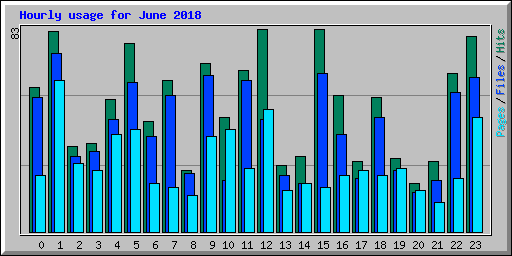 Hourly usage for June 2018
83
Pages / Files / Hits
0 1 2 3 4 5 6 7 8 9 10 11 12 13 14 15 16 17 18 19 20 21 22 23